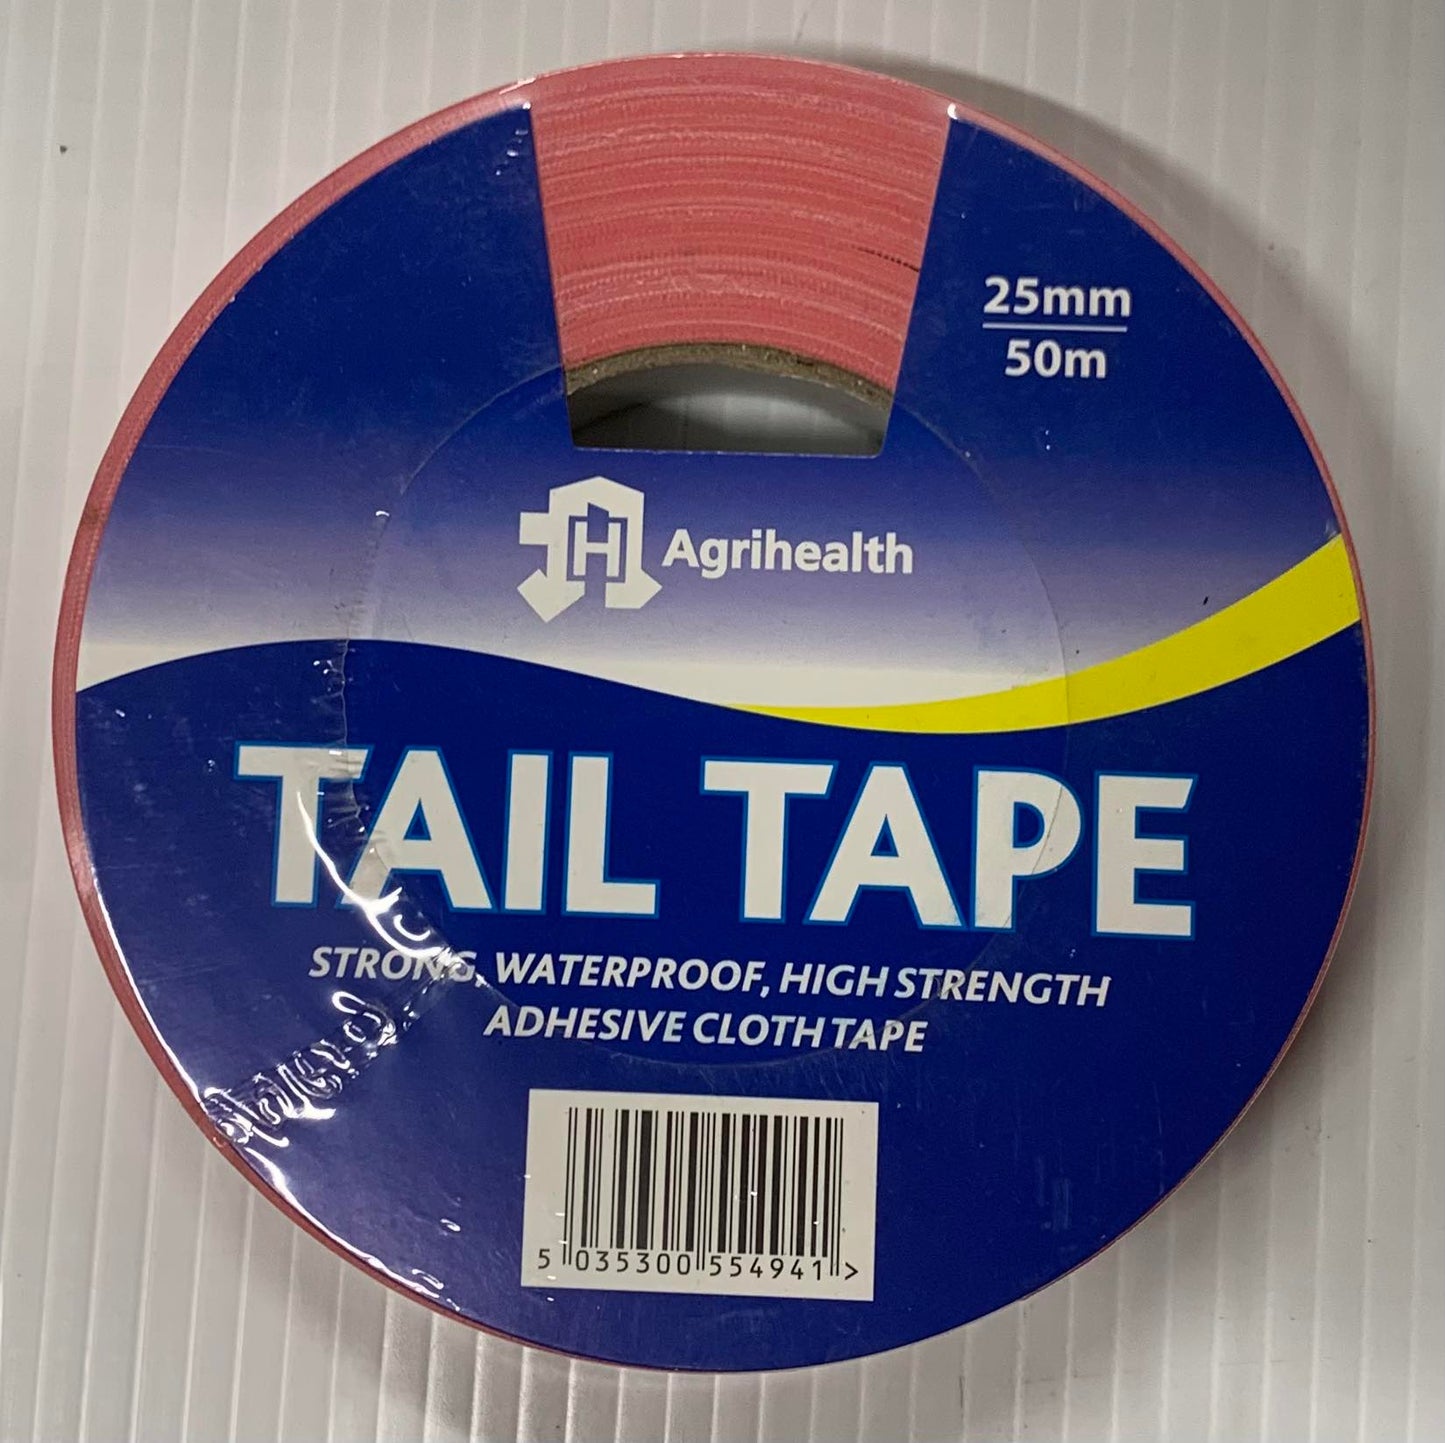 25mm
50m
H Agrihealth
TAIL TAPE
STRONG, WATERPROOF, HIGH STRENGTH
ADHESIVE CLOTH TAPE
5 035300 554941 >